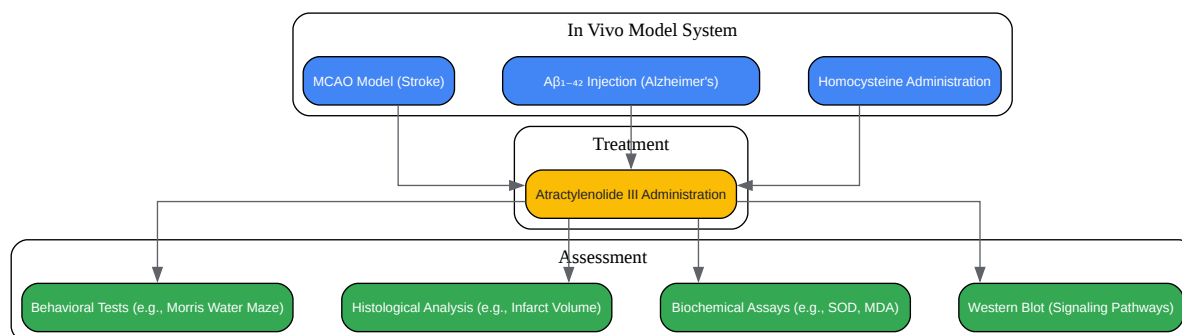 In Vivo Model System
MCAO Model (Stroke)
Aβ₁₋₄₂ Injection (Alzheimer's)
Homocysteine Administration
Treatment
Atractylenolide III Administration
Assessment
Behavioral Tests (e.g., Morris Water Maze)
Histological Analysis (e.g., Infarct Volume)
Biochemical Assays (e.g., SOD, MDA)
Western Blot (Signaling Pathways)